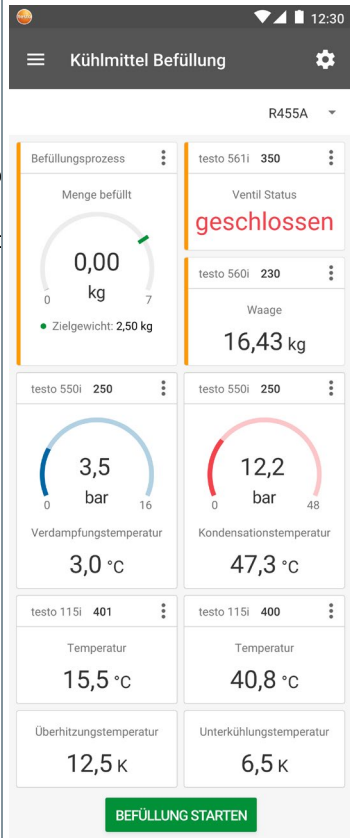 testo
12:30
Kühlmittel Befüllung
R455A
Befüllungsprozess
Menge befüllt
0,00
kg
0 7
Zielgewicht: 2,50 kg
testo 561i 350
Ventil Status
geschlossen
testo 560i 230
Waage
16,43 kg
testo 550i 250
3,5
bar
0 16
Verdampfungstemperatur
3,0 °C
testo 550i 250
12,2
bar
0 48
Kondensationstemperatur
47,3 °C
testo 115i 401
Temperatur
15,5 °C
testo 115i 400
Temperatur
40,8 °C
Überhitzungstemperatur
12,5 K
Unterkühlungstemperatur
6,5 K
BEFÜLLUNG STARTEN